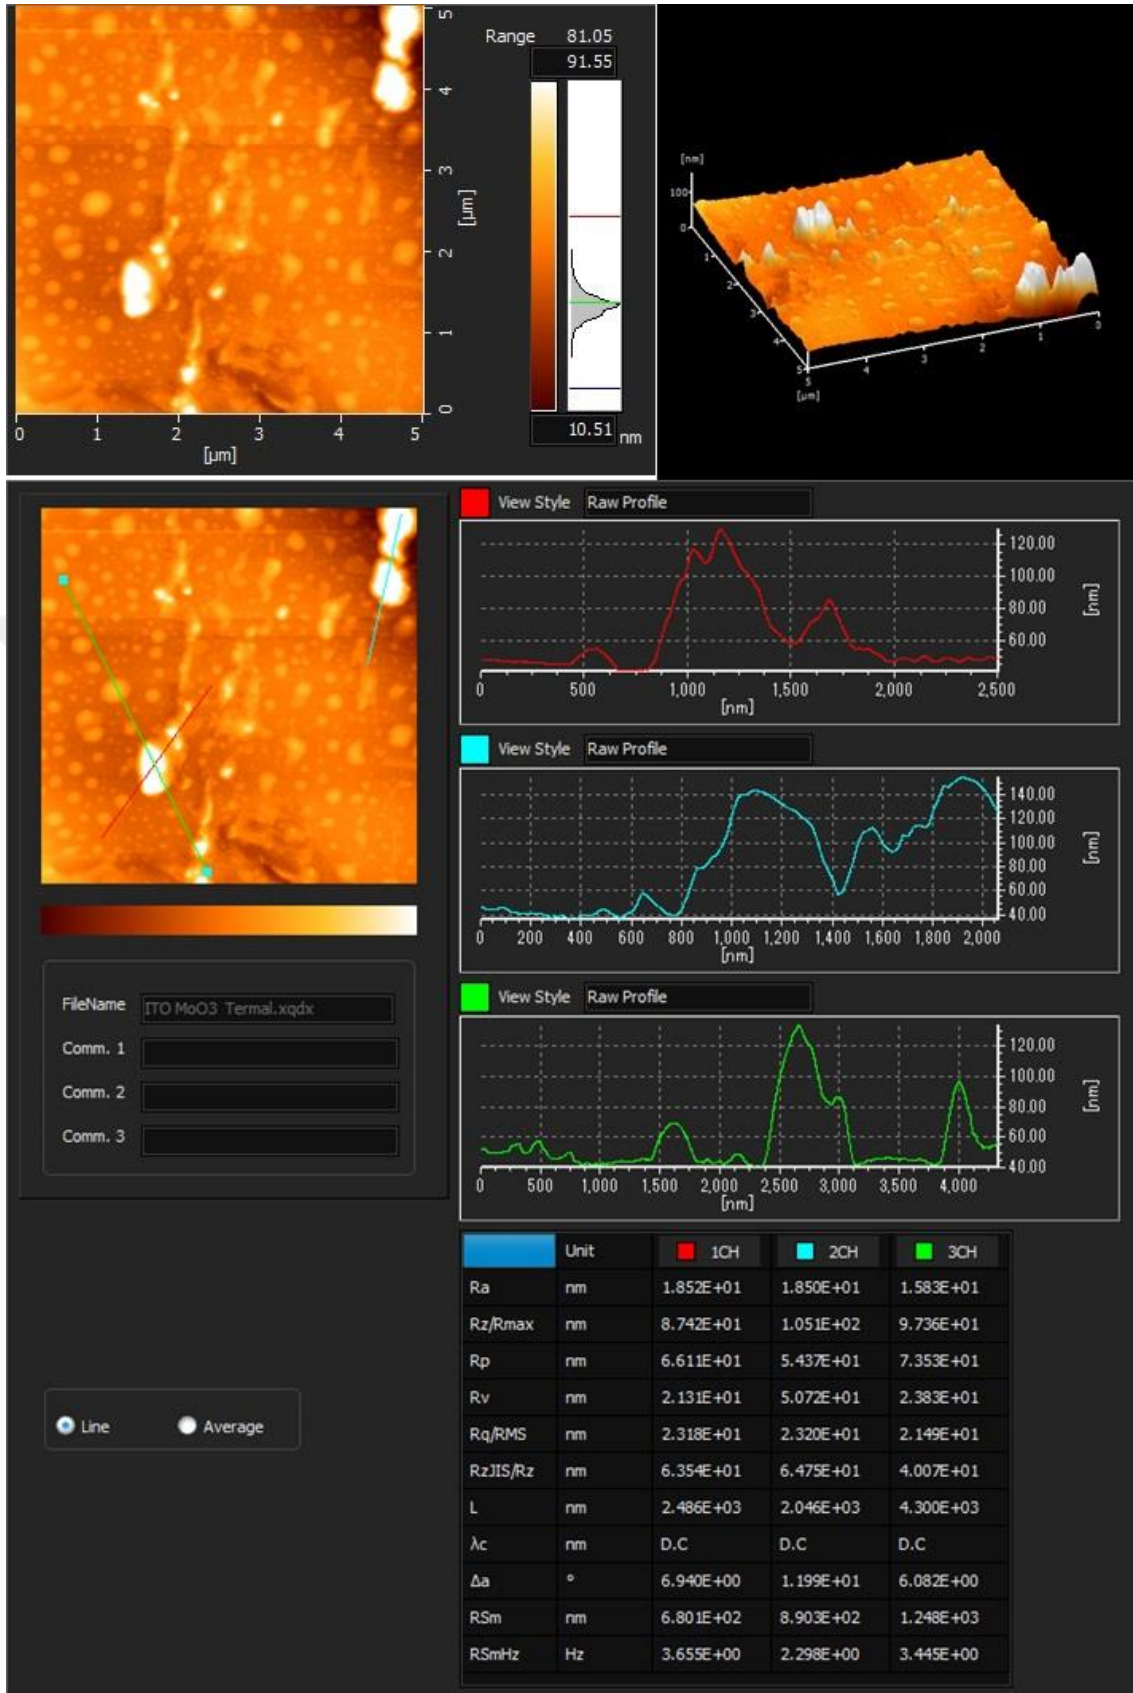 Range 81.05
91.55
10.51 nm
5
4
3
2
1
0
[µm]
0 1 2 3 4 5
[µm]
[nm]
100
0
1
2
3
4
5
5 4 3 2 1 0
[µm]
View Style Raw Profile
120.00
100.00
80.00
60.00
[nm]
0 500 1,000 1,500 2,000 2,500
[nm]
View Style Raw Profile
140.00
120.00
100.00
80.00
60.00
40.00
[nm]
0 200 400 600 800 1,000 1,200 1,400 1,600 1,800 2,000
[nm]
FileName ITO MoO3 Termal.xqdx
Comm. 1
Comm. 2
Comm. 3
View Style Raw Profile
120.00
100.00
80.00
60.00
40.00
[nm]
0 500 1,000 1,500 2,000 2,500 3,000 3,500 4,000
[nm]
Unit 1CH 2CH 3CH
Ra nm 1.852E+01 1.850E+01 1.583E+01
Rz/Rmax nm 8.742E+01 1.051E+02 9.736E+01
Rp nm 6.611E+01 5.437E+01 7.353E+01
Rv nm 2.131E+01 5.072E+01 2.383E+01
Rq/RMS nm 2.318E+01 2.320E+01 2.149E+01
RzJIS/Rz nm 6.354E+01 6.475E+01 4.007E+01
L nm 2.486E+03 2.046E+03 4.300E+03
λc nm D.C D.C D.C
Δa ° 6.940E+00 1.199E+01 6.082E+00
RSm nm 6.801E+02 8.903E+02 1.248E+03
RSmHz Hz 3.655E+00 2.298E+00 3.445E+00
Line Average